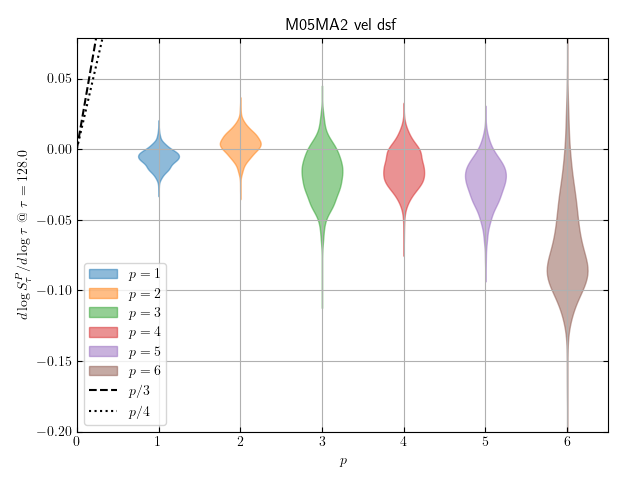 M05MA2 vel dsf
d log S_τ^P / d log τ @ τ = 128.0
0.05
0.00
−0.05
−0.10
−0.15
−0.20
p = 1
p = 2
p = 3
p = 4
p = 5
p = 6
p/3
p/4
0 1 2 3 4 5 6
p